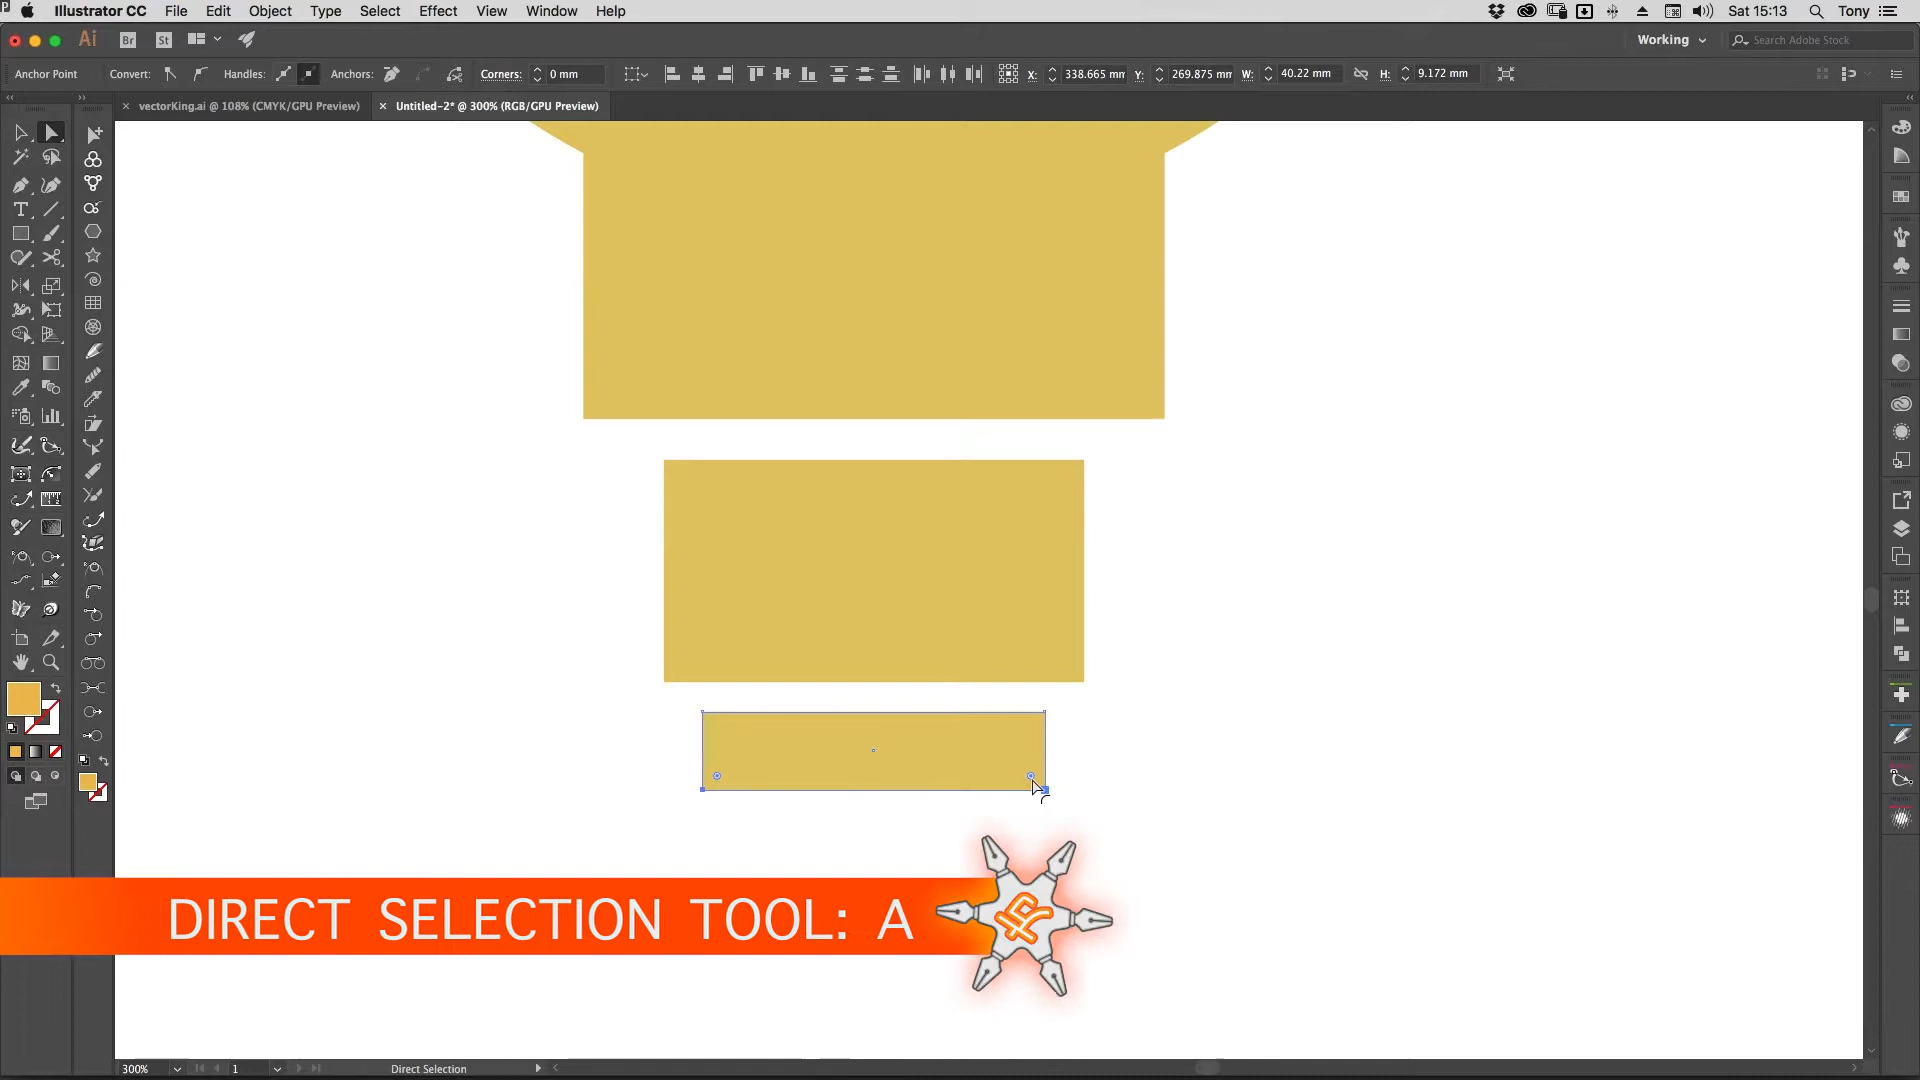 Illustrator CC File Edit Object Type Select Effect View Window Help Sat 15:13 Tony
Ai Br St Working Search Adobe Stock
Anchor Point Convert: Handles: Anchors: Corners: 0 mm X: 338.665 mm Y: 269.875 mm W: 40.22 mm H: 9.172 mm
vectorKing.ai @ 108% (CMYK/GPU Preview) Untitled-2* @ 300% (RGB/GPU Preview)
DIRECT SELECTION TOOL: A
300% 1 Direct Selection